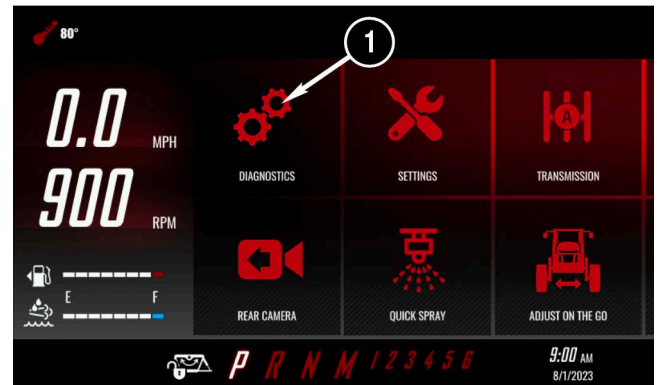 80°
1
0.0 MPH
900 RPM
E F
DIAGNOSTICS
SETTINGS
A
TRANSMISSION
REAR CAMERA
QUICK SPRAY
ADJUST ON THE GO
P R N M 1 2 3 4 5 6
9:00 AM
8/1/2023